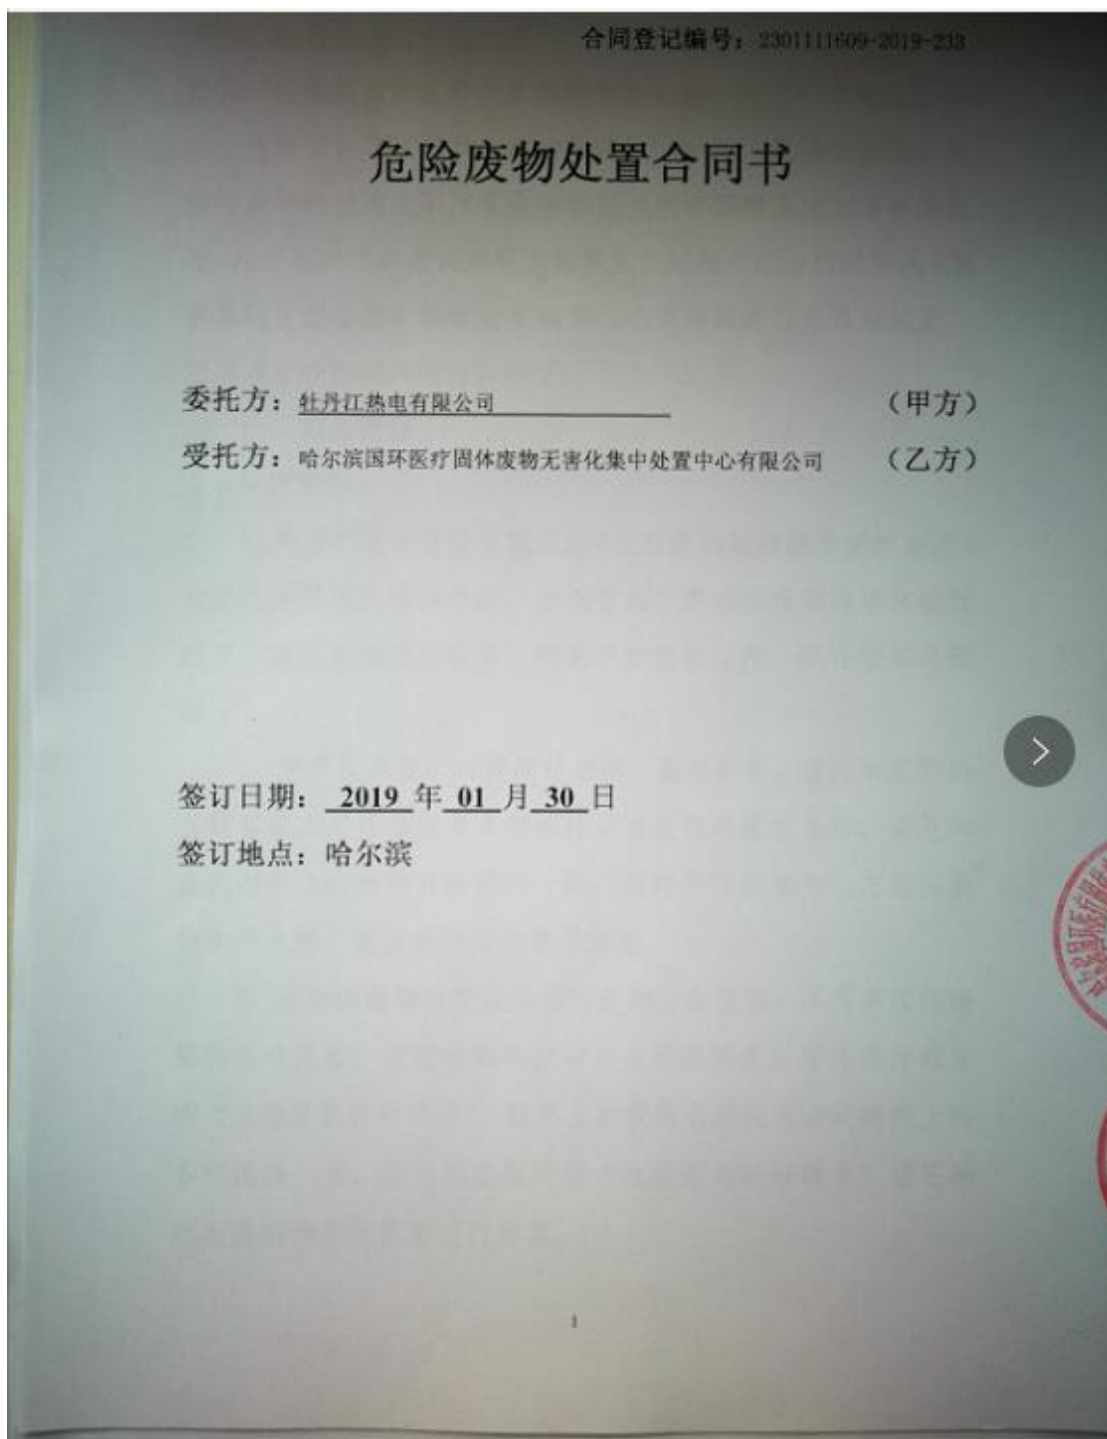 合同登记编号：2301111609-2019-233
危险废物处置合同书
委托方：牡丹江热电有限公司 （甲方）
受托方：哈尔滨国环医疗固体废物无害化集中处置中心有限公司 （乙方）
签订日期： 2019 年 01 月 30 日
签订地点：哈尔滨
1